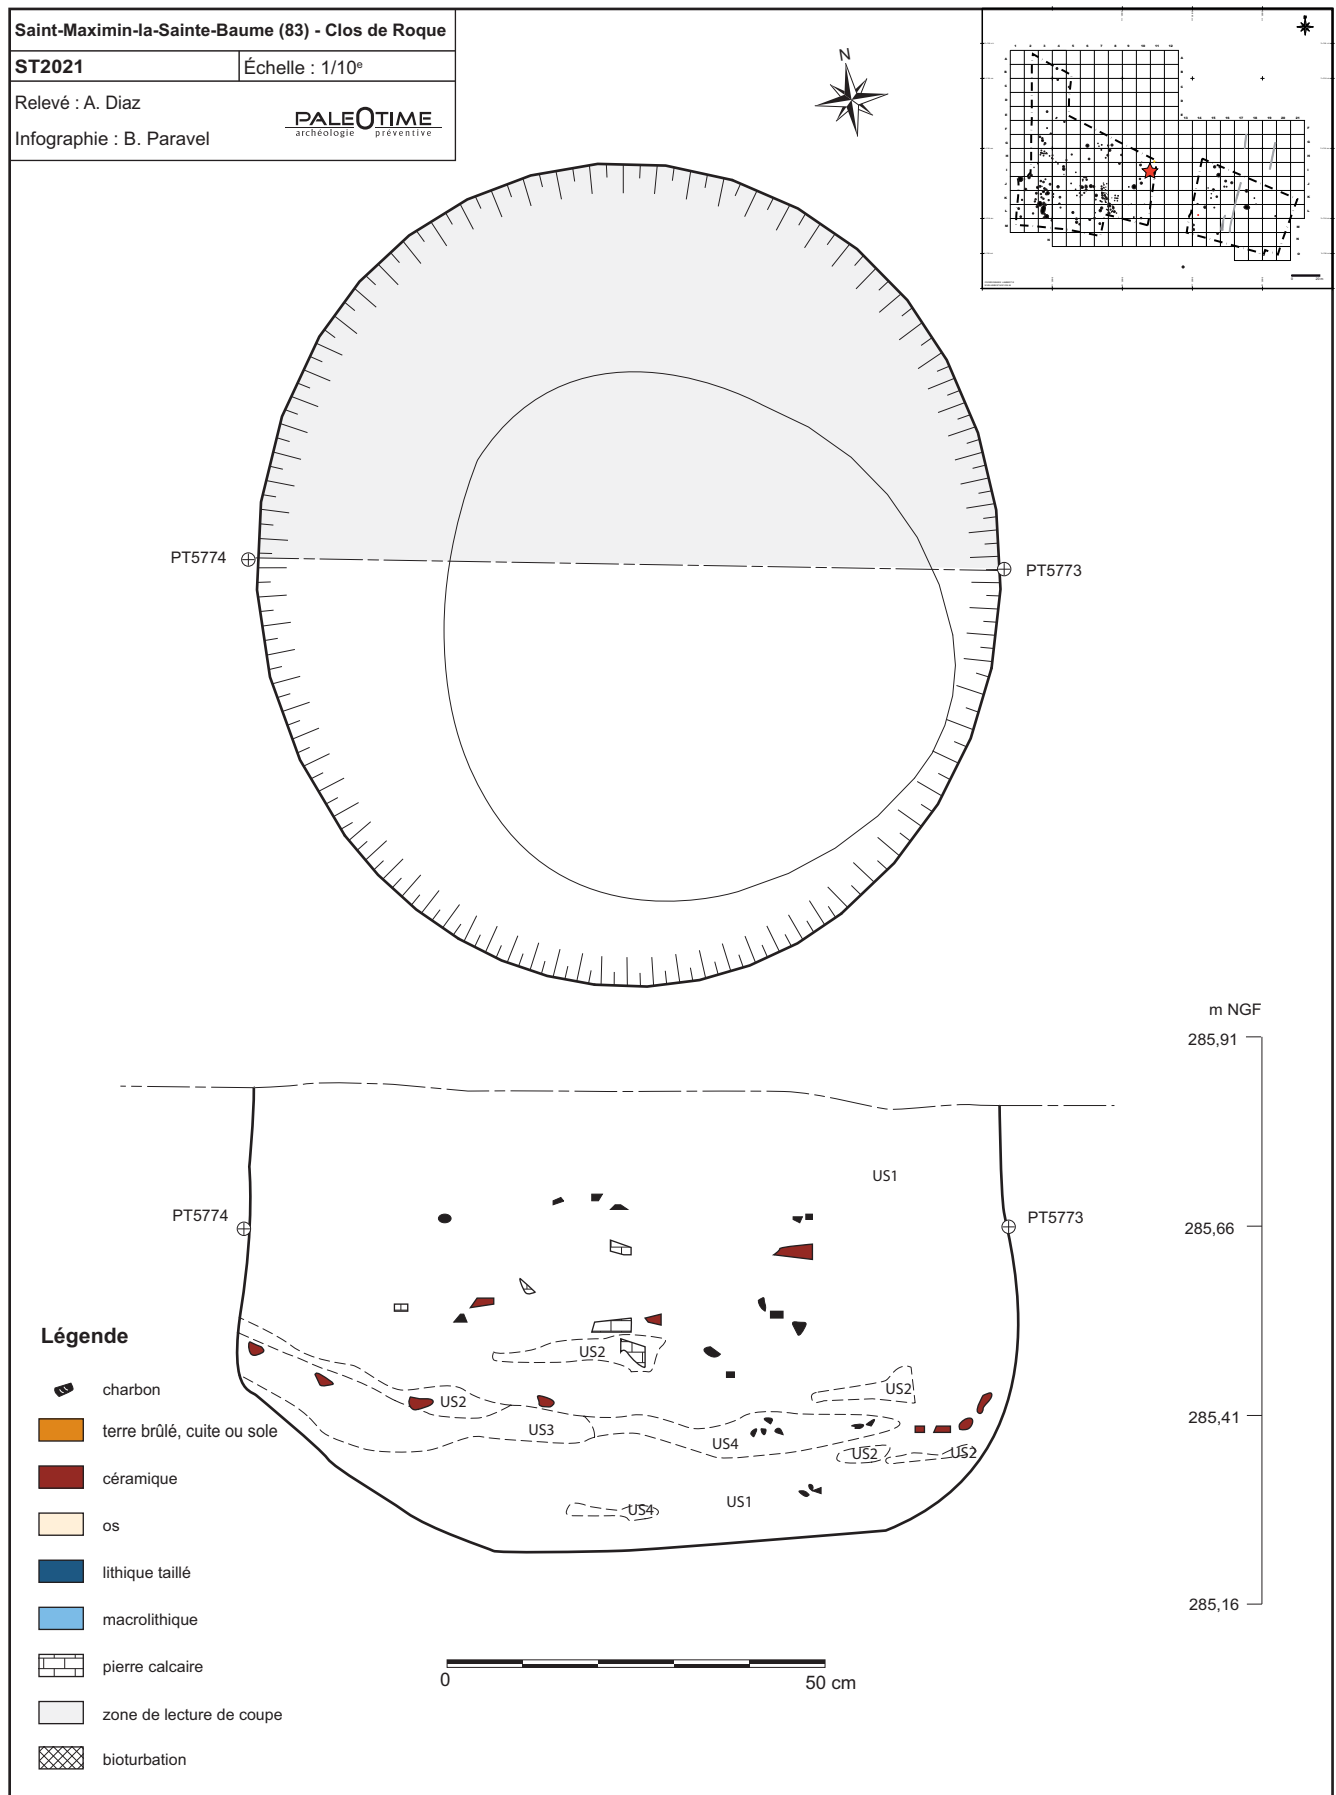 Saint-Maximin-la-Sainte-Baume (83) - Clos de Roque
ST2021
Échelle : 1/10e
Relevé : A. Diaz
Infographie : B. Paravel
PALEOTIME
archéologie préventive
N
PT5774
PT5773
m NGF
285,91
US1
PT5774
PT5773
285,66
US2
US2
US2
285,41
US3
US4
US2
US2
US1
US4
285,16
Légende
charbon
terre brûlé, cuite ou sole
céramique
os
lithique taillé
macrolithique
pierre calcaire
zone de lecture de coupe
bioturbation
0
50 cm